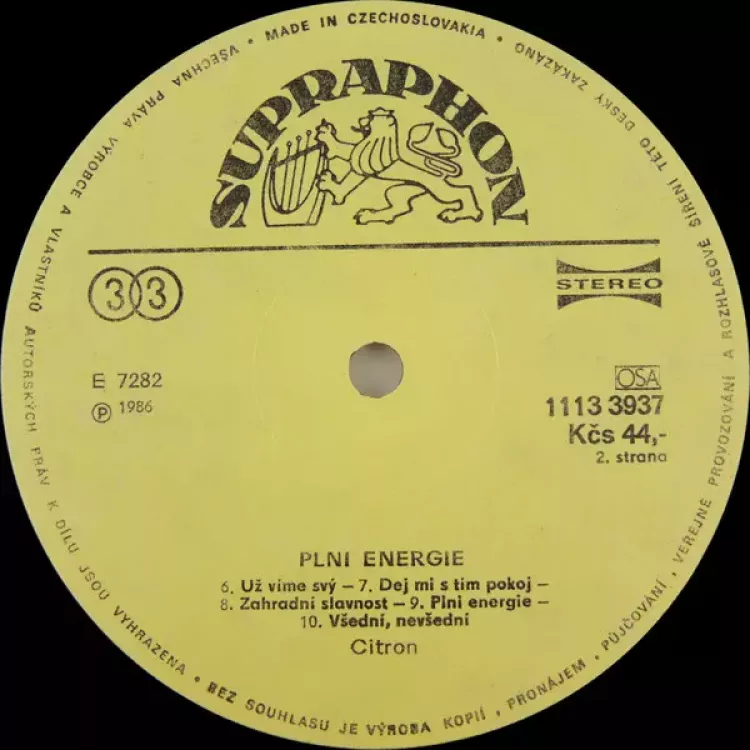 • MADE IN CZECHOSLOVAKIA •
VŠECHNA PRÁVA VÝROBCE A VLASTNÍKŮ AUTORSKÝCH PRÁV K DÍLU JSOU VYHRAZENA • BEZ SOUHLASU JE VÝROBA KOPIÍ, PRONÁJEM, PŮJČOVÁNÍ, VEŘEJNÉ PROVOZOVÁNÍ A ROZHLASOVÉ ŠÍŘENÍ TÉTO DESKY ZAKÁZÁNO
SUPRAPHON
33
STEREO
E 7282
Ⓟ 1986
OSA
1113 3937
Kčs 44,-
2. strana
PLNI ENERGIE
6. Už víme svý – 7. Dej mi s tím pokoj –
8. Zahradní slavnost – 9. Plni energie –
10. Všední, nevšední
Citron